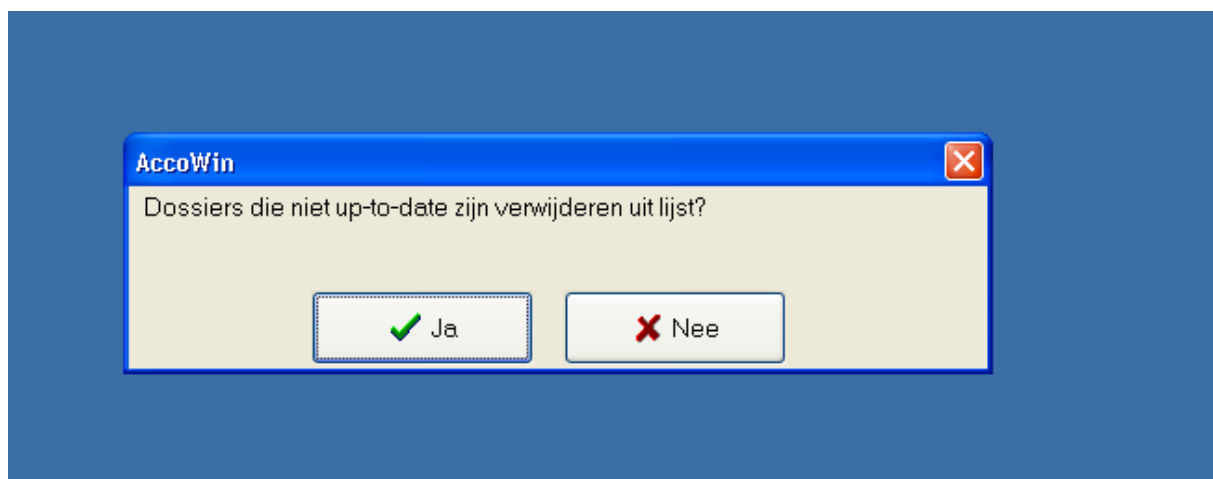 AccoWin
Dossiers die niet up-to-date zijn verwijderen uit lijst?
Ja
Nee